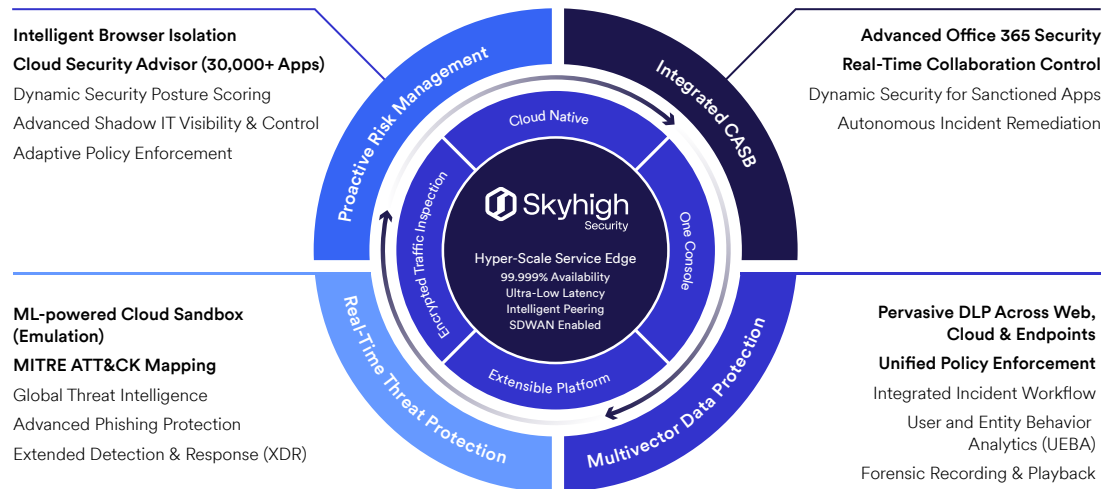 Intelligent Browser Isolation
Cloud Security Advisor (30,000+ Apps)
Dynamic Security Posture Scoring
Advanced Shadow IT Visibility & Control
Adaptive Policy Enforcement
Advanced Office 365 Security
Real-Time Collaboration Control
Dynamic Security for Sanctioned Apps
Autonomous Incident Remediation
Proactive Risk Management
Integrated CASB
Cloud Native
Encrypted Traffic Inspection
One Console
Skyhigh
Security
Hyper-Scale Service Edge
99.999% Availability
Ultra-Low Latency
Intelligent Peering
SDWAN Enabled
Extensible Platform
Real-Time Threat Protection
Multivector Data Protection
ML-powered Cloud Sandbox
(Emulation)
MITRE ATT&CK Mapping
Global Threat Intelligence
Advanced Phishing Protection
Extended Detection & Response (XDR)
Pervasive DLP Across Web,
Cloud & Endpoints
Unified Policy Enforcement
Integrated Incident Workflow
User and Entity Behavior
Analytics (UEBA)
Forensic Recording & Playback